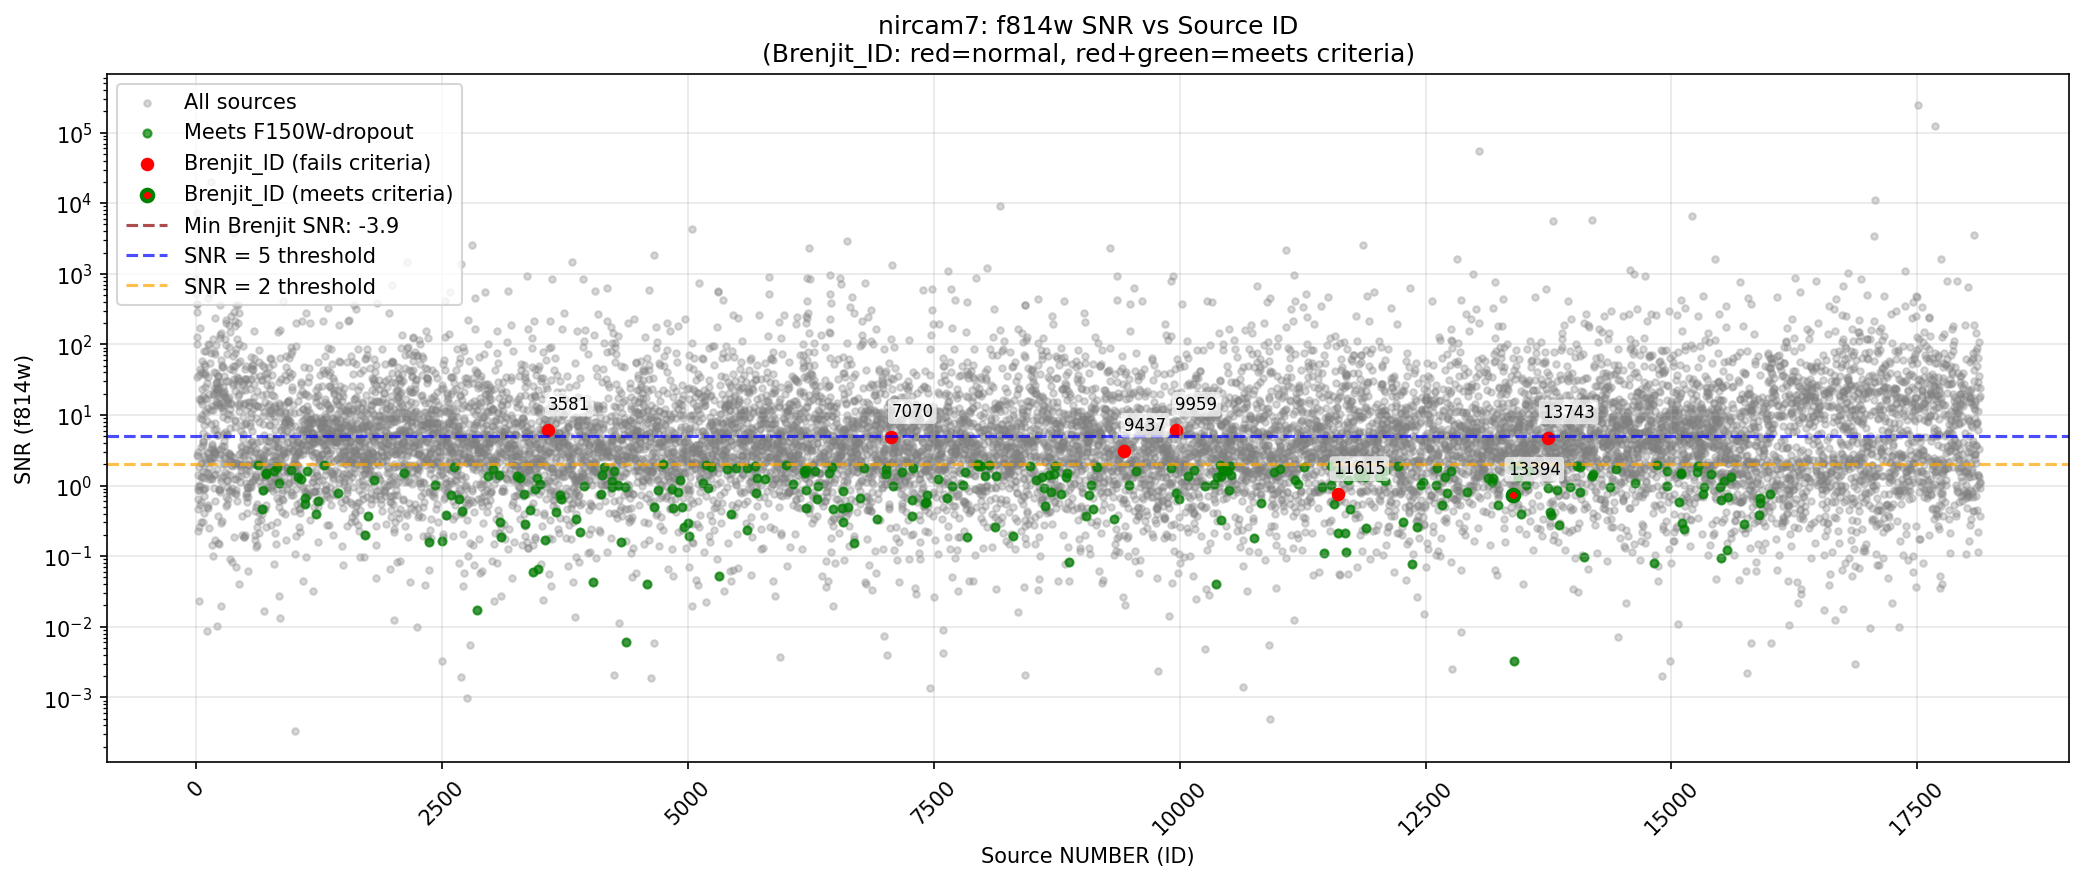 nircam7: f814w SNR vs Source ID
(Brenjit_ID: red=normal, red+green=meets criteria)
All sources
Meets F150W-dropout
Brenjit_ID (fails criteria)
Brenjit_ID (meets criteria)
Min Brenjit SNR: -3.9
SNR = 5 threshold
SNR = 2 threshold
SNR (f814w)
10⁵
10⁴
10³
10²
10¹
10⁰
10⁻¹
10⁻²
10⁻³
3581
7070
9437
9959
11615
13394
13743
0
2500
5000
7500
10000
12500
15000
17500
Source NUMBER (ID)